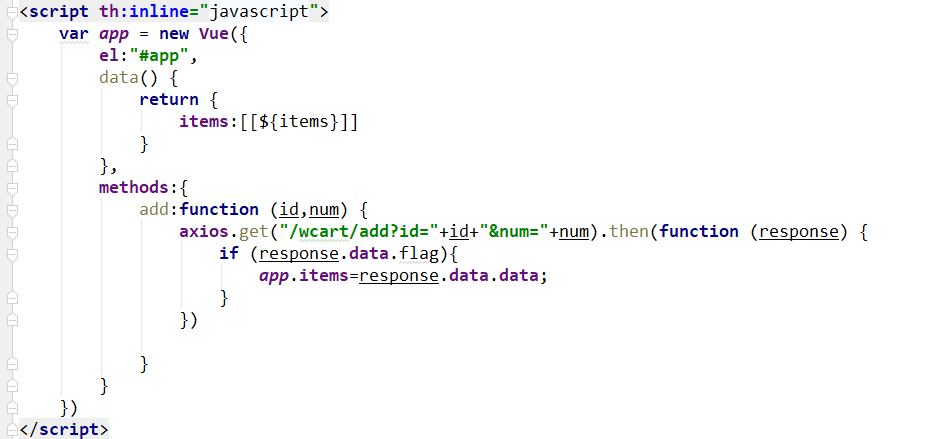 <script th:inline="javascript">
    var app = new Vue({
        el:"#app",
        data() {
            return {
                items:[[${items}]]
            }
        },
        methods:{
            add:function (id,num) {
                axios.get("/wcart/add?id="+id+"&num="+num).then(function (response) {
                    if (response.data.flag){
                        app.items=response.data.data;
                    }
                })

            }
        }
    })
</script>